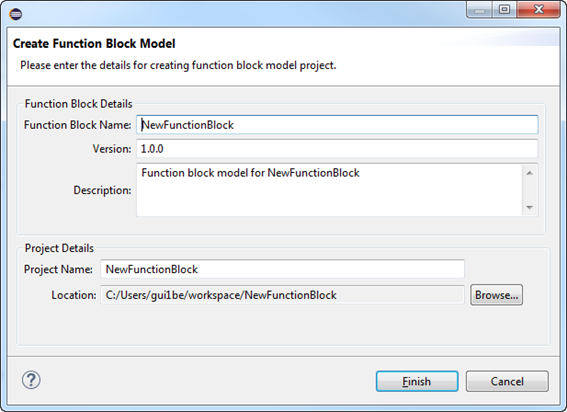 Create Function Block Model
Please enter the details for creating function block model project.
Function Block Details
Function Block Name: NewFunctionBlock
Version: 1.0.0
Description: Function block model for NewFunctionBlock
Project Details
Project Name: NewFunctionBlock
Location: C:/Users/gui1be/workspace/NewFunctionBlock Browse...
? Finish Cancel